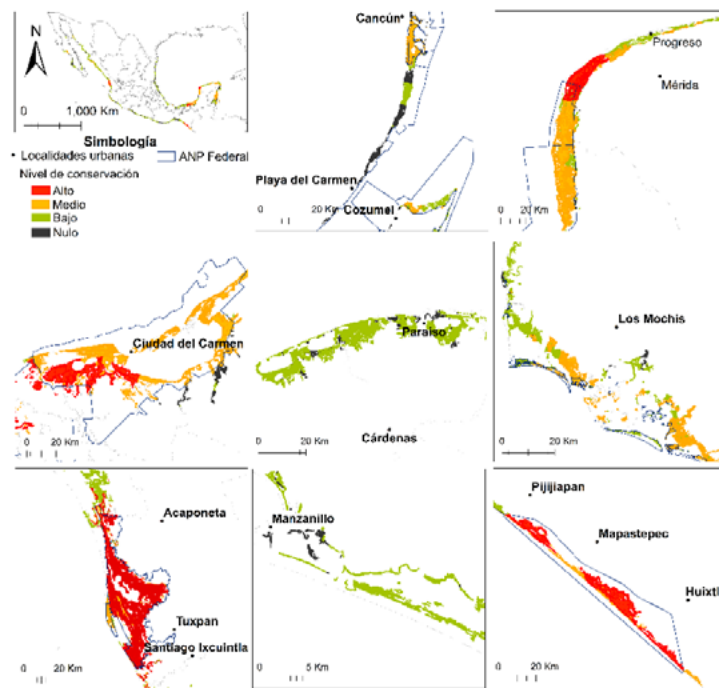 N
0 1,000 Km
Simbología
Localidades urbanas
ANP Federal
Nivel de conservación
Alto
Medio
Bajo
Nulo
Cancún
Playa del Carmen
0 20 Km
Cozumel
Progreso
Mérida
0 20 Km
Ciudad del Carmen
0 20 Km
Paraíso
Cárdenas
0 20 Km
Los Mochis
0 20 Km
Acaponeta
Tuxpan
Santiago Ixcuintla
0 20 Km
Manzanillo
0 5 Km
Pijijiapan
Mapastepec
Huixtl
0 20 Km